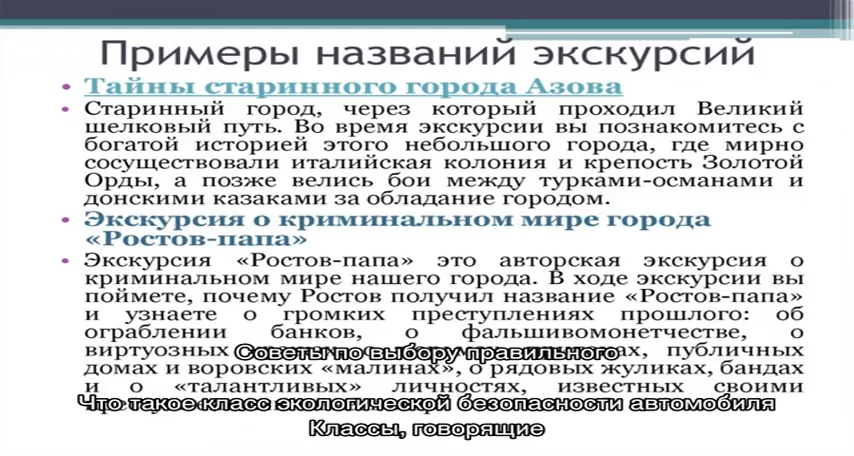 Примеры названий экскурсий
• Тайны старинного города Азова
• Старинный город, через который проходил Великий
шелковый путь. Во время экскурсии вы познакомитесь с
богатой историей этого небольшого города, где мирно
сосуществовали италийская колония и крепость Золотой
Орды, а позже велись бои между турками-османами и
донскими казаками за обладание городом.
• Экскурсия о криминальном мире города
«Ростов-папа»
• Экскурсия «Ростов-папа» это авторская экскурсия о
криминальном мире нашего города. В ходе экскурсии вы
поймете, почему Ростов получил название «Ростов-папа»
и узнаете о громких преступлениях прошлого: об
ограблении банков, о фальшивомонетчестве, о
виртуозных публичных
Советы по выбору правильного
домах и воровских «малинах», о рядовых жуликах, бандах
и о «талантливых» личностях, известных своими
Что такое класс экологической безопасности автомобиля
Классы, говорящие